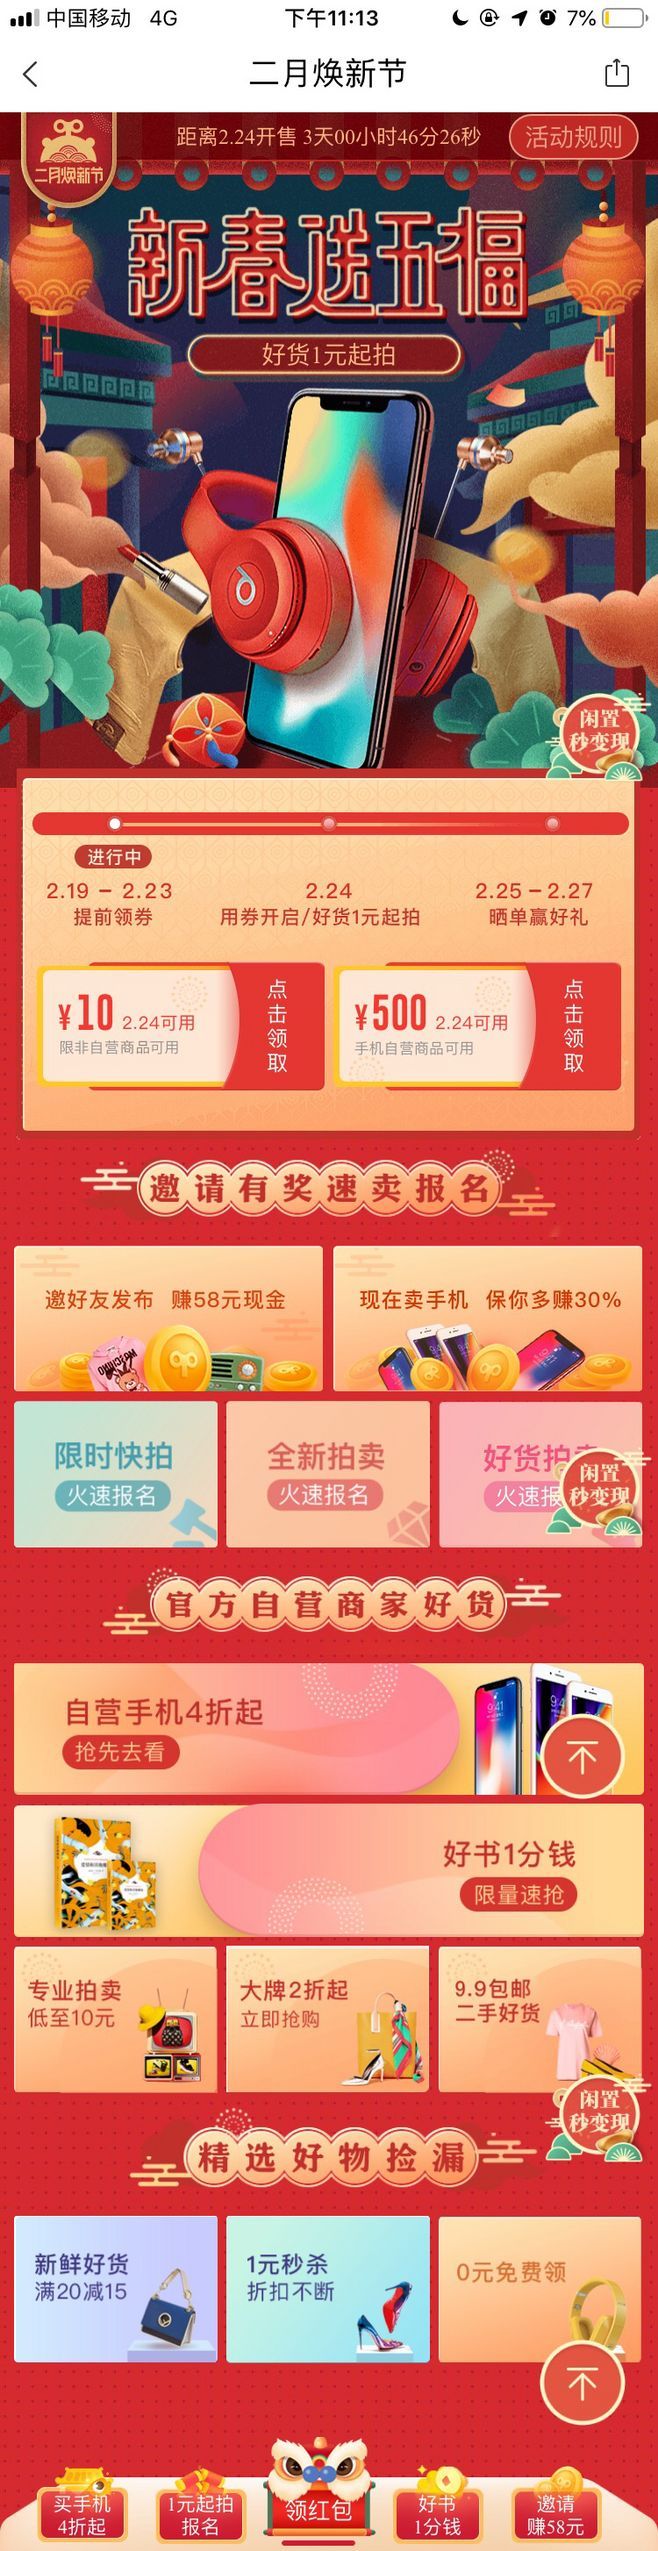 中国移动 4G 下午11:13 7%
二月焕新节
二月焕新节
距离2.24开售 3天00小时46分26秒
活动规则
新春送五福
好货1元起拍
闲置
秒变现
进行中
2.19 - 2.23 2.24 2.25 - 2.27
提前领券 用券开启/好货1元起拍 晒单赢好礼
¥10 2.24可用
限非自营商品可用
点击领取
¥500 2.24可用
手机自营商品可用
点击领取
邀请有奖速卖报名
邀好友发布 赚58元现金
现在卖手机 保你多赚30%
限时快拍
火速报名
全新拍卖
火速报名
好货拍
火速报
闲置
秒变现
官方自营商家好货
自营手机4折起
抢先去看
好书1分钱
限量速抢
专业拍卖
低至10元
大牌2折起
立即抢购
9.9包邮
二手好货
闲置
秒变现
精选好物捡漏
新鲜好货
满20减15
1元秒杀
折扣不断
0元免费领
买手机
4折起
1元起拍
报名
领红包
好书
1分钱
邀请
赚58元